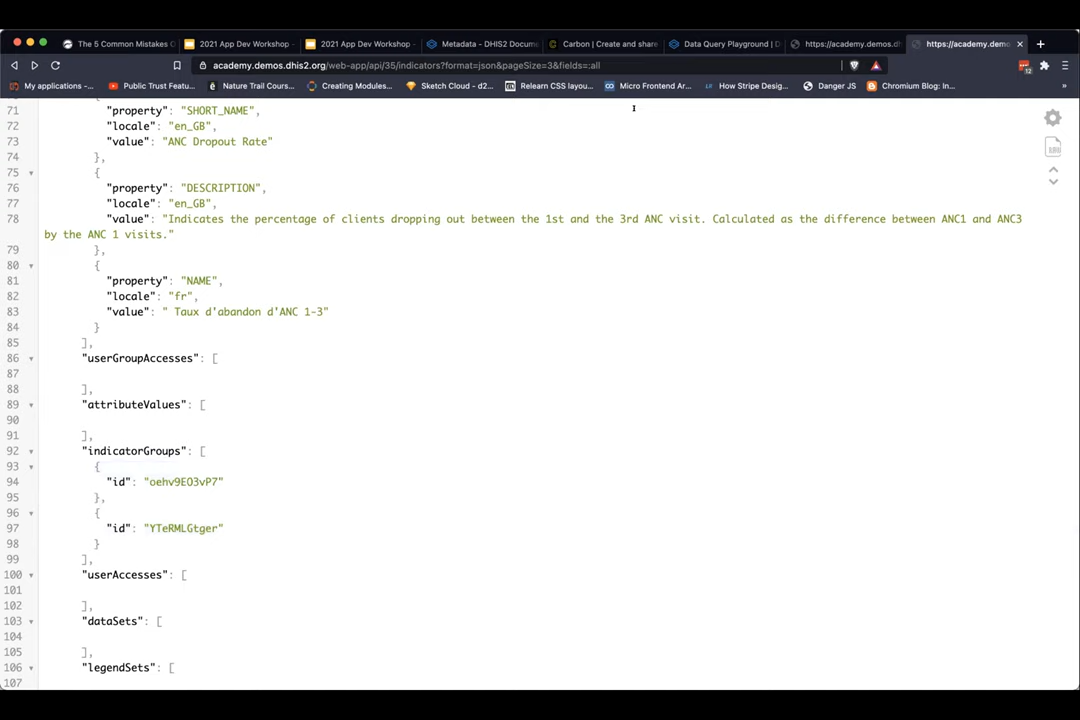 The 5 Common Mistakes O
2021 App Dev Workshop -
2021 App Dev Workshop -
Metadata - DHIS2 Docume
Carbon | Create and share
Data Query Playground | D
https://academy.demos.dh
https://academy.demo
academy.demos.dhis2.org/web-app/api/35/indicators?format=json&pageSize=3&fields=:all
12
My applications -...
Public Trust Featur...
Nature Trail Cours...
Creating Modules...
Sketch Cloud - d2...
Relearn CSS layou...
Micro Frontend Ar...
How Stripe Design...
Danger JS
Chromium Blog: In...
»
71 "property": "SHORT_NAME",
72 "locale": "en_GB",
73 "value": "ANC Dropout Rate"
74 },
75 {
76 "property": "DESCRIPTION",
77 "locale": "en_GB",
78 "value": "Indicates the percentage of clients dropping out between the 1st and the 3rd ANC visit. Calculated as the difference between ANC1 and ANC3
by the ANC 1 visits."
79 },
80 {
81 "property": "NAME",
82 "locale": "fr",
83 "value": " Taux d'abandon d'ANC 1-3"
84 }
85 ],
86 "userGroupAccesses": [
87
88 ],
89 "attributeValues": [
90
91 ],
92 "indicatorGroups": [
93 {
94 "id": "oehv9EO3vP7"
95 },
96 {
97 "id": "YTeRMLGtger"
98 }
99 ],
100 "userAccesses": [
101
102 ],
103 "dataSets": [
104
105 ],
106 "legendSets": [
107